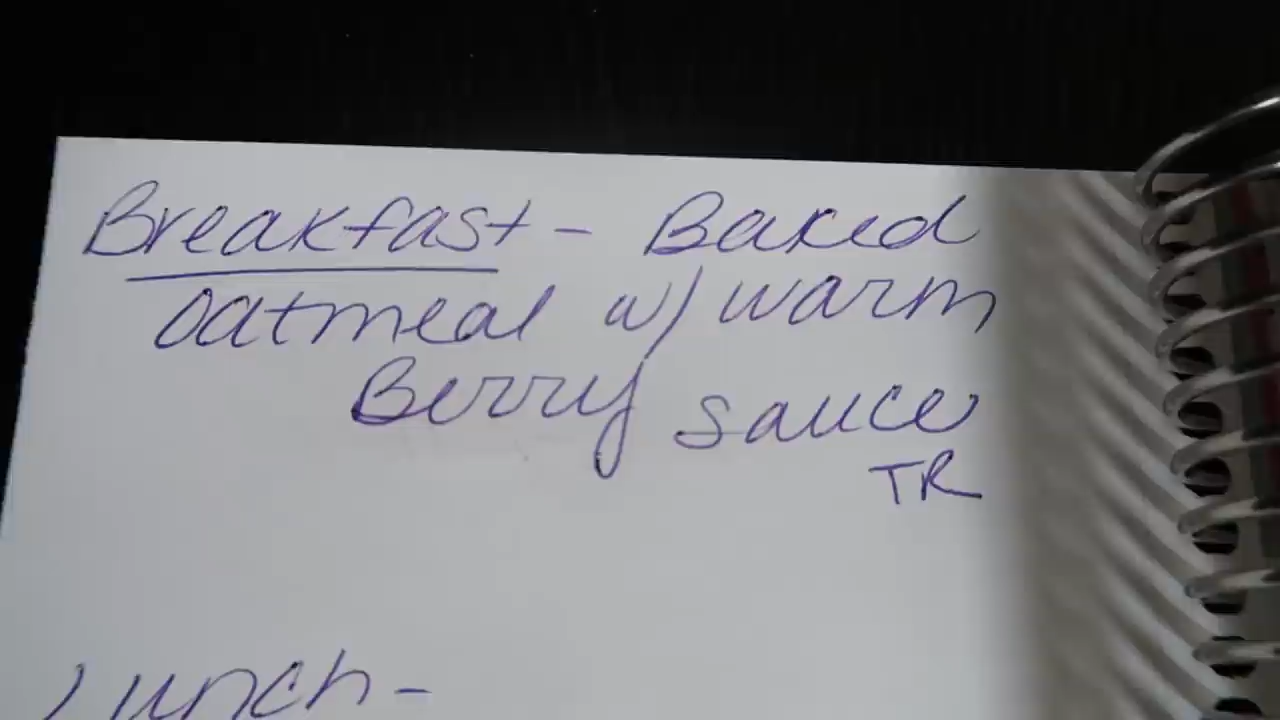 Breakfast - Baked
oatmeal w/ warm
Berry sauce
TR
Lunch -